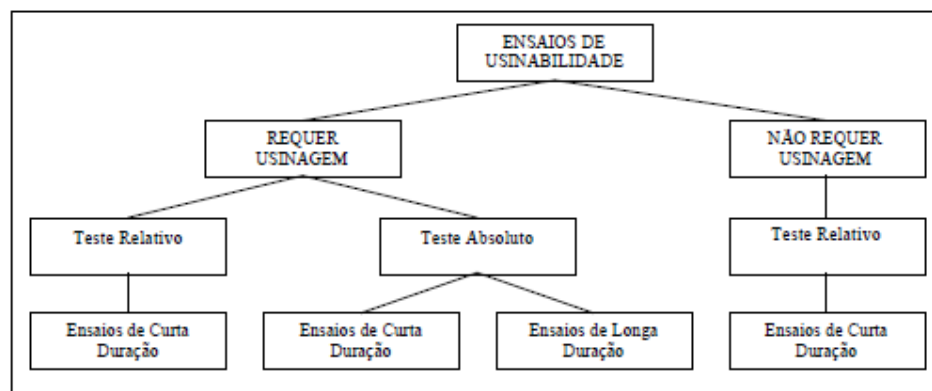 ENSAIOS DE
USINABILIDADE
REQUER
USINAGEM
NÃO REQUER
USINAGEM
Teste Relativo
Teste Absoluto
Teste Relativo
Ensaios de Curta
Duração
Ensaios de Curta
Duração
Ensaios de Longa
Duração
Ensaios de Curta
Duração